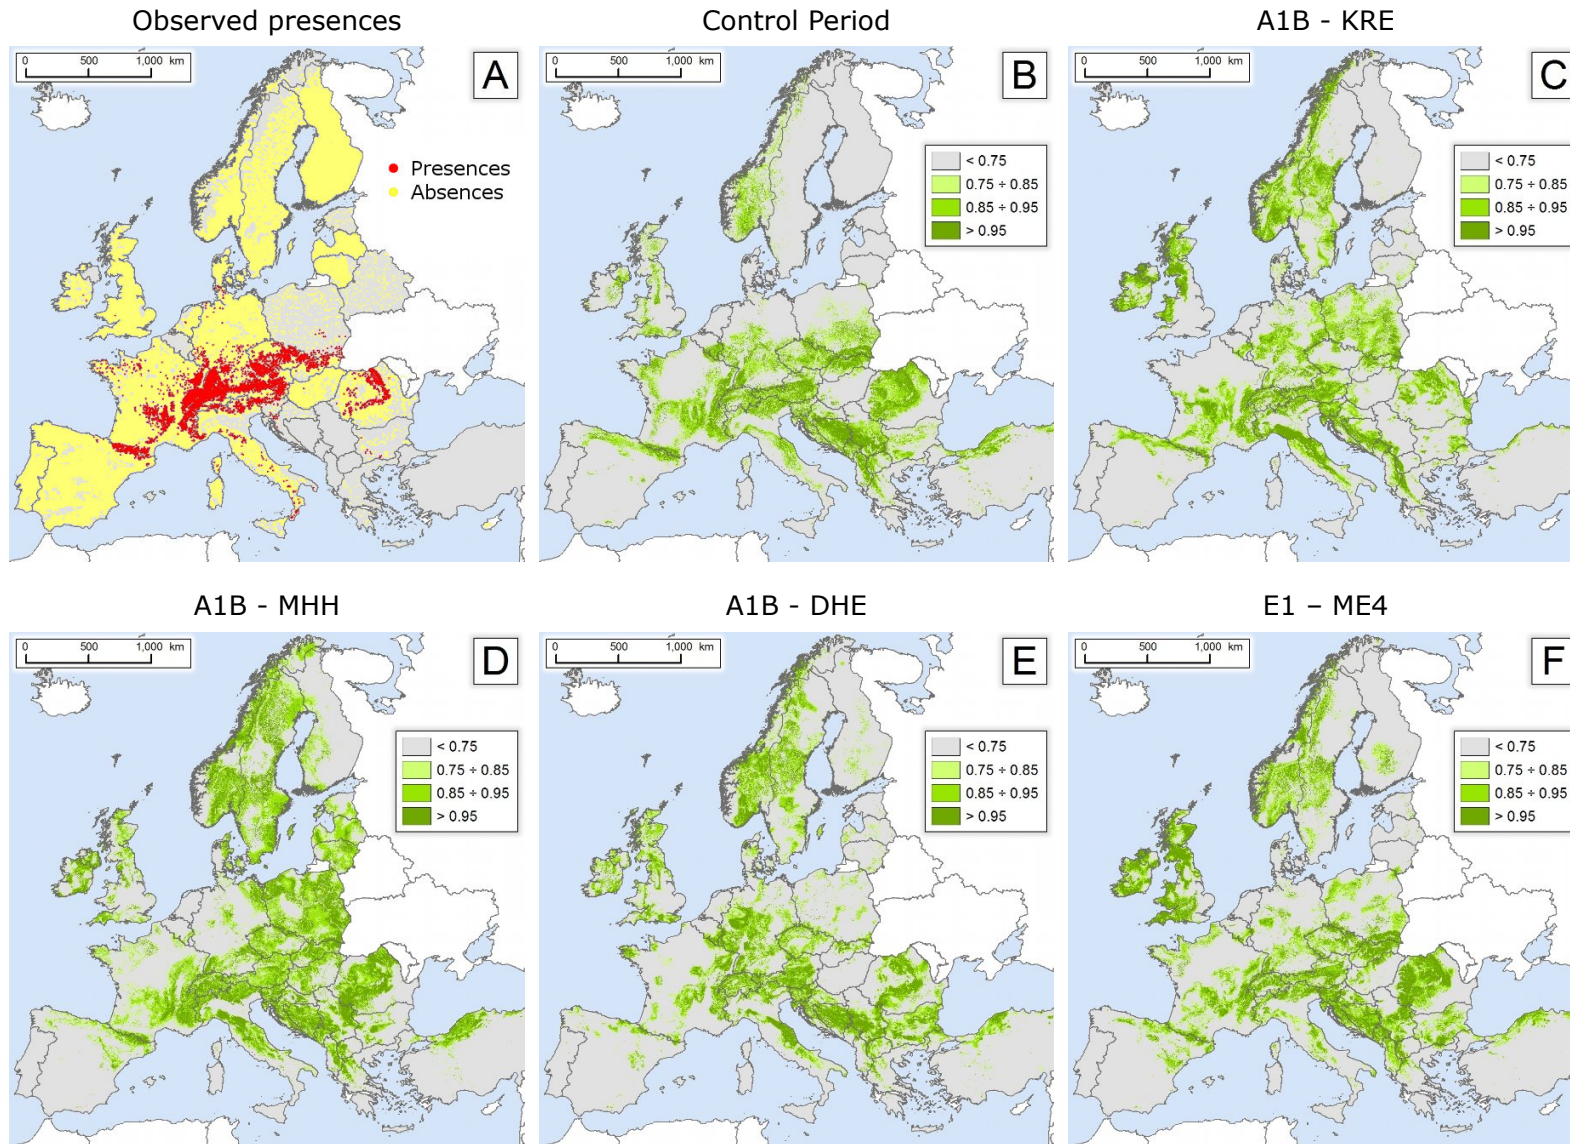 Observed presences
Control Period
A1B - KRE
0 500 1,000 km
A
Presences
Absences
0 500 1,000 km
B
< 0.75
0.75 ÷ 0.85
0.85 ÷ 0.95
> 0.95
0 500 1,000 km
C
< 0.75
0.75 ÷ 0.85
0.85 ÷ 0.95
> 0.95
A1B - MHH
A1B - DHE
E1 – ME4
0 500 1,000 km
D
< 0.75
0.75 ÷ 0.85
0.85 ÷ 0.95
> 0.95
0 500 1,000 km
E
< 0.75
0.75 ÷ 0.85
0.85 ÷ 0.95
> 0.95
0 500 1,000 km
F
< 0.75
0.75 ÷ 0.85
0.85 ÷ 0.95
> 0.95